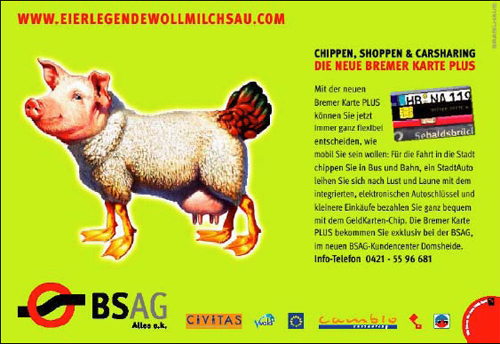 WWW.EIERLEGENDEWOLLMILCHSAU.COM
CHIPPEN, SHOPPEN & CARSHARING
DIE NEUE BREMER KARTE PLUS
Mit der neuen
Bremer Karte PLUS
können Sie jetzt
immer ganz flexibel
entscheiden, wie
mobil Sie sein wollen: Für die Fahrt in die Stadt
chippen Sie in Bus und Bahn, ein StadtAuto
leihen Sie sich nach Lust und Laune mit dem
integrierten, elektronischen Autoschlüssel und
kleinere Einkäufe bezahlen Sie ganz bequem
mit dem GeldKarten-Chip. Die Bremer Karte
PLUS bekommen Sie exklusiv bei der BSAG,
im neuen BSAG-Kundencenter Domsheide.
Info-Telefon 0421 - 55 96 681
HB NA 119
Sebaldsbrück
BSAG
Alles o.k.
CIVITAS
Vivaldi
cambio